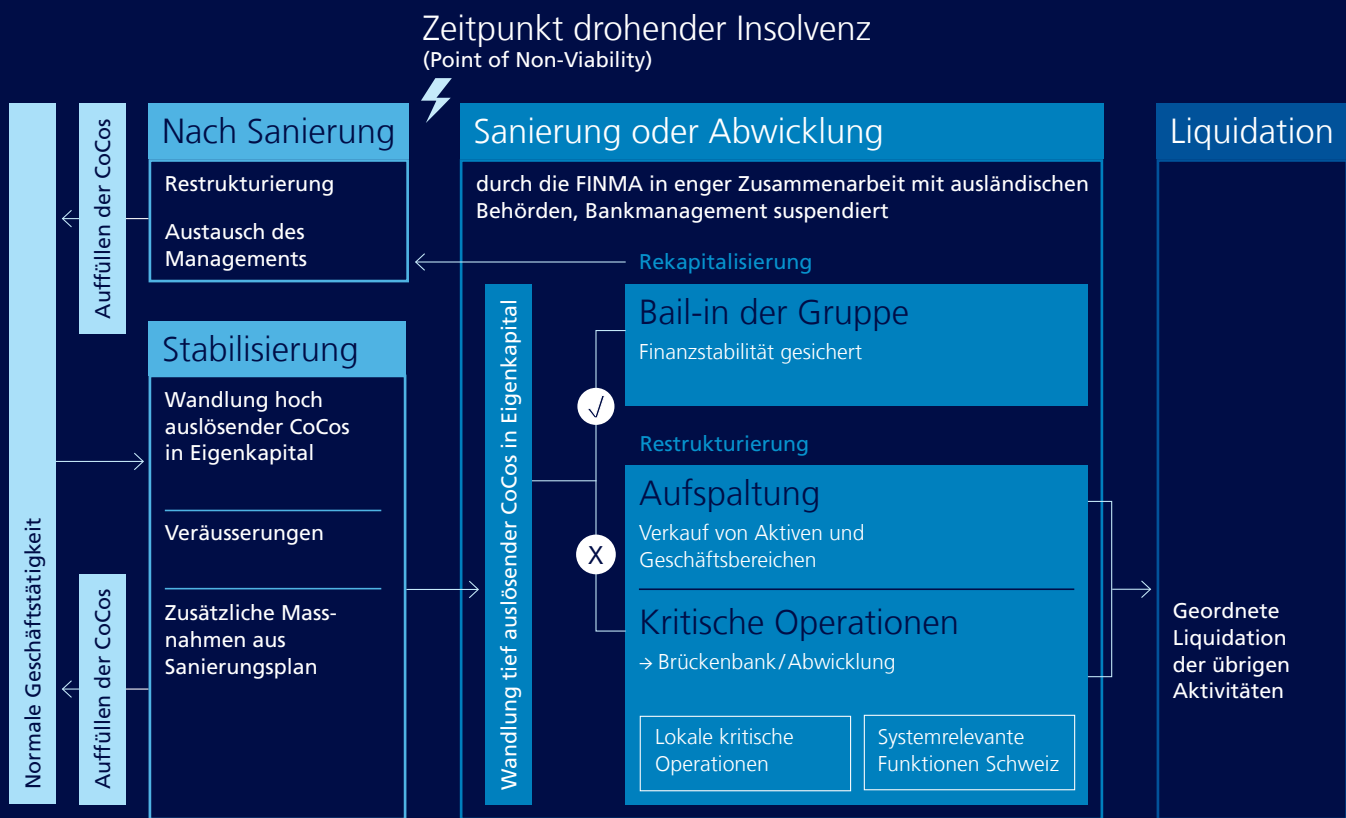 Zeitpunkt drohender Insolvenz
(Point of Non-Viability)
Normale Geschäftstätigkeit
Auffüllen der CoCos
Nach Sanierung
Restrukturierung
Austausch des
Managements
Auffüllen der CoCos
Stabilisierung
Wandlung hoch
auslösender CoCos
in Eigenkapital
Veräusserungen
Zusätzliche Mass-
nahmen aus
Sanierungsplan
Sanierung oder Abwicklung
durch die FINMA in enger Zusammenarbeit mit ausländischen
Behörden, Bankmanagement suspendiert
Wandlung tief auslösender CoCos in Eigenkapital
√
X
Rekapitalisierung
Bail-in der Gruppe
Finanzstabilität gesichert
Restrukturierung
Aufspaltung
Verkauf von Aktiven und
Geschäftsbereichen
Kritische Operationen
→ Brückenbank/Abwicklung
Lokale kritische
Operationen
Systemrelevante
Funktionen Schweiz
Liquidation
Geordnete
Liquidation
der übrigen
Aktivitäten